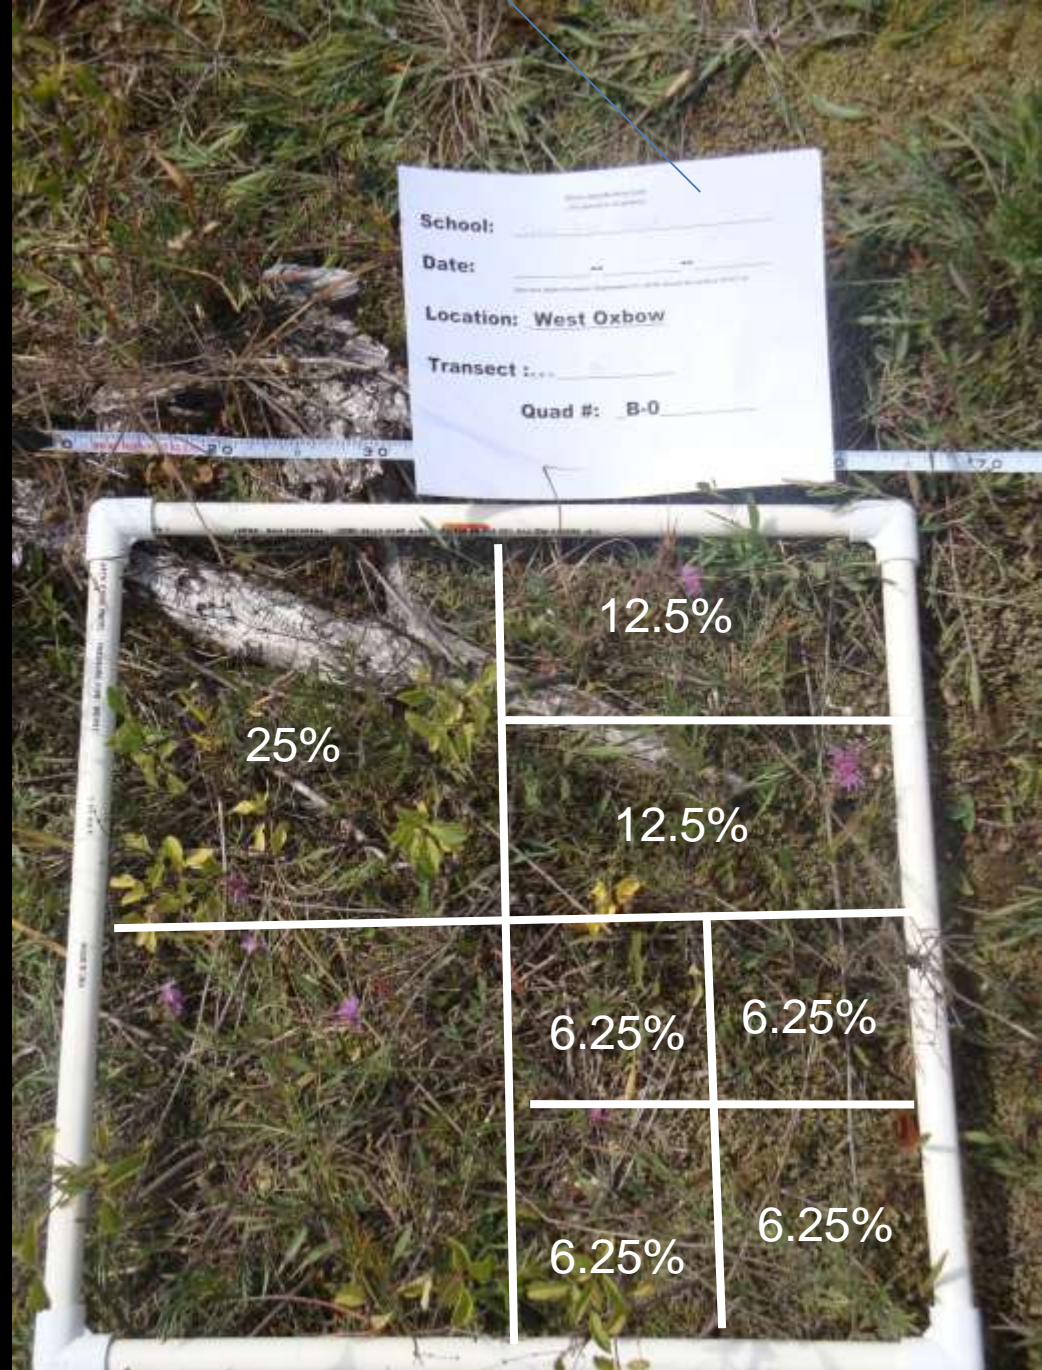 School:
Date:
Location: West Oxbow
Transect :...
Quad #: B-0
20
30
70
12.5%
25%
12.5%
6.25%
6.25%
6.25%
6.25%